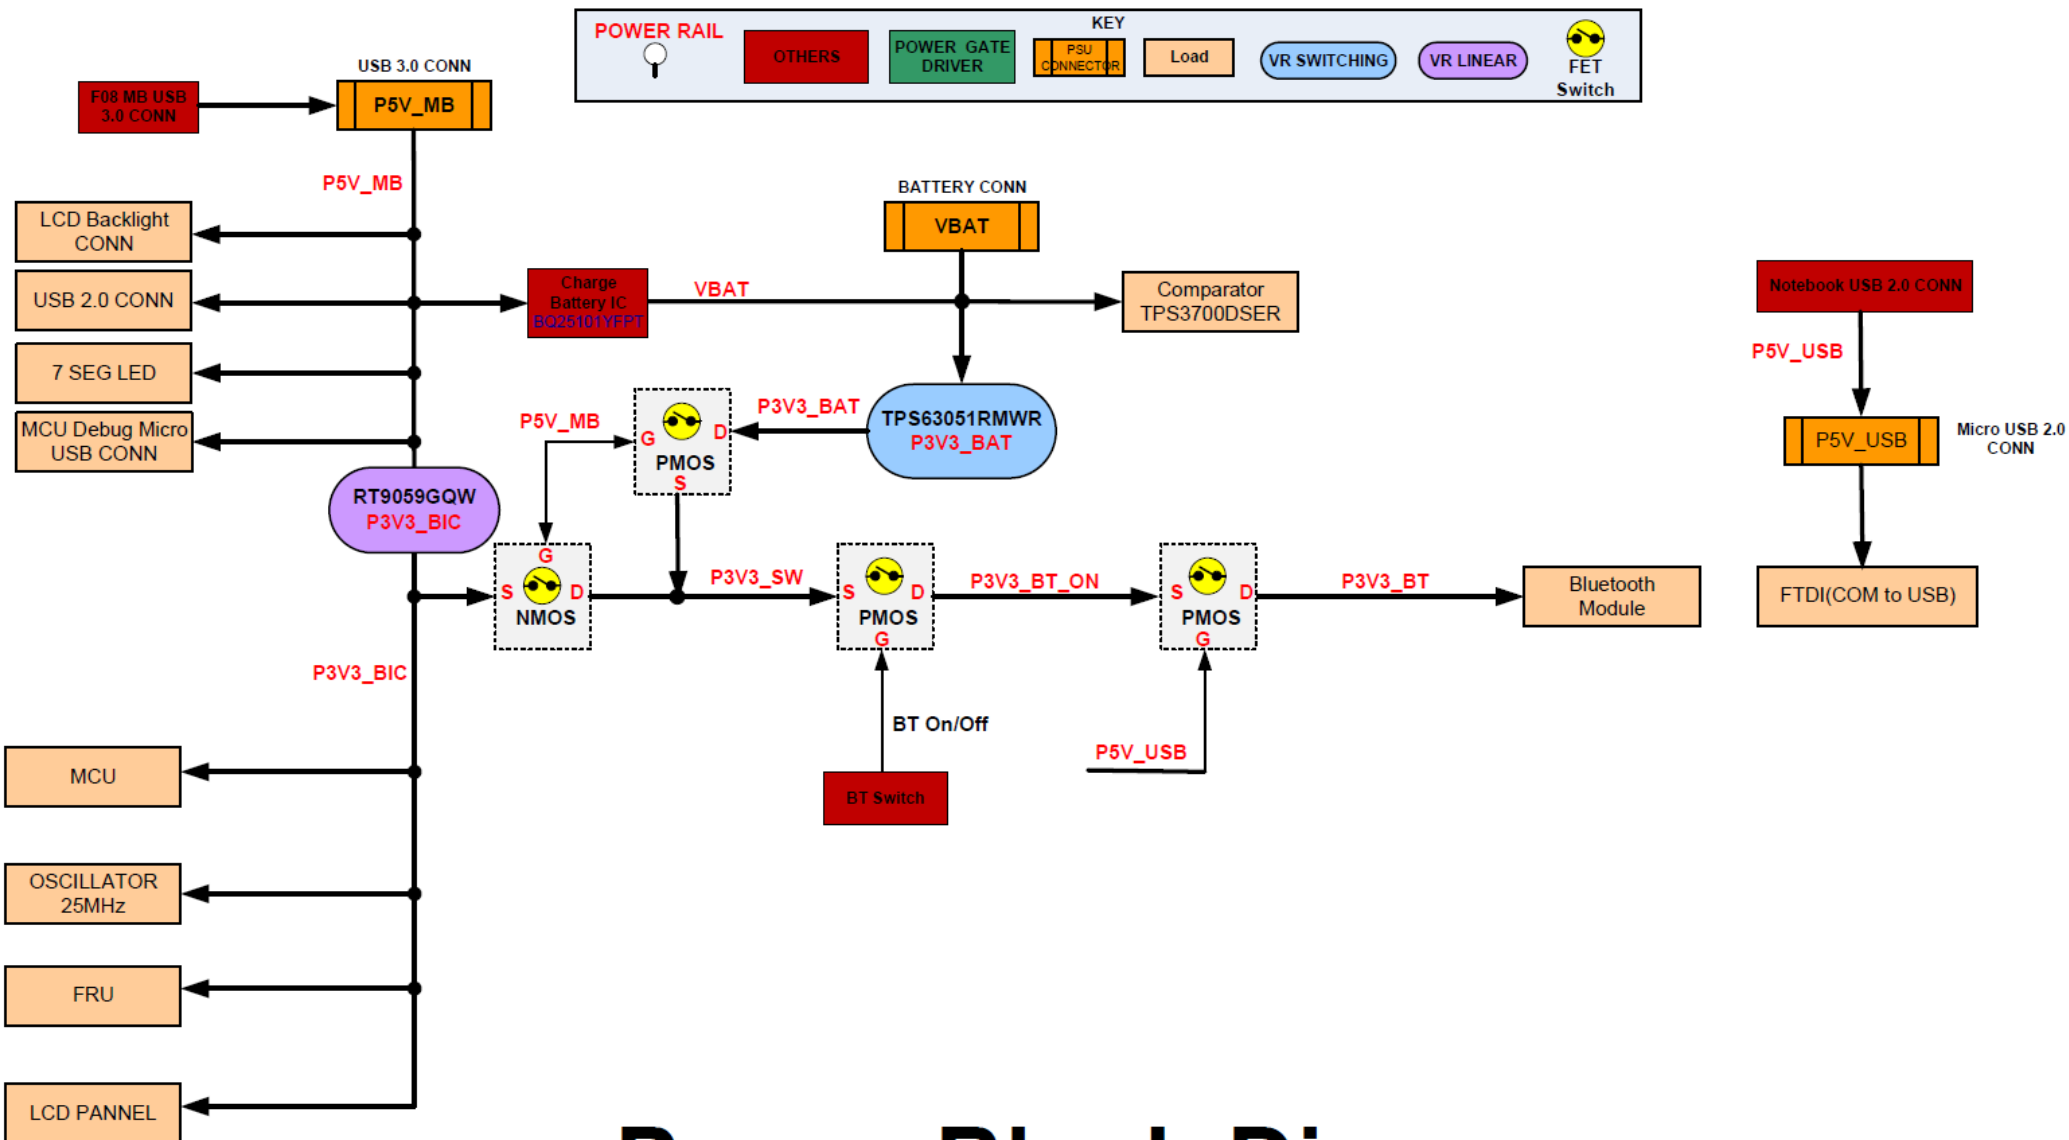 KEY
POWER RAIL
OTHERS
POWER GATE
DRIVER
PSU
CONNECTOR
Load
VR SWITCHING
VR LINEAR
FET
Switch
USB 3.0 CONN
F08 MB USB
3.0 CONN
P5V_MB
P5V_MB
LCD Backlight
CONN
USB 2.0 CONN
7 SEG LED
MCU Debug Micro
USB CONN
Charge
Battery IC
BQ25101YFPT
VBAT
BATTERY CONN
VBAT
Comparator
TPS3700DSER
Notebook USB 2.0 CONN
P5V_USB
P5V_USB
Micro USB 2.0
CONN
FTDI(COM to USB)
P5V_MB
G
D
PMOS
S
P3V3_BAT
TPS63051RMWR
P3V3_BAT
RT9059GQW
P3V3_BIC
G
S
D
NMOS
P3V3_SW
S
D
PMOS
G
P3V3_BT_ON
S
D
PMOS
G
P3V3_BT
Bluetooth
Module
P3V3_BIC
BT On/Off
BT Switch
P5V_USB
MCU
OSCILLATOR
25MHz
FRU
LCD PANNEL